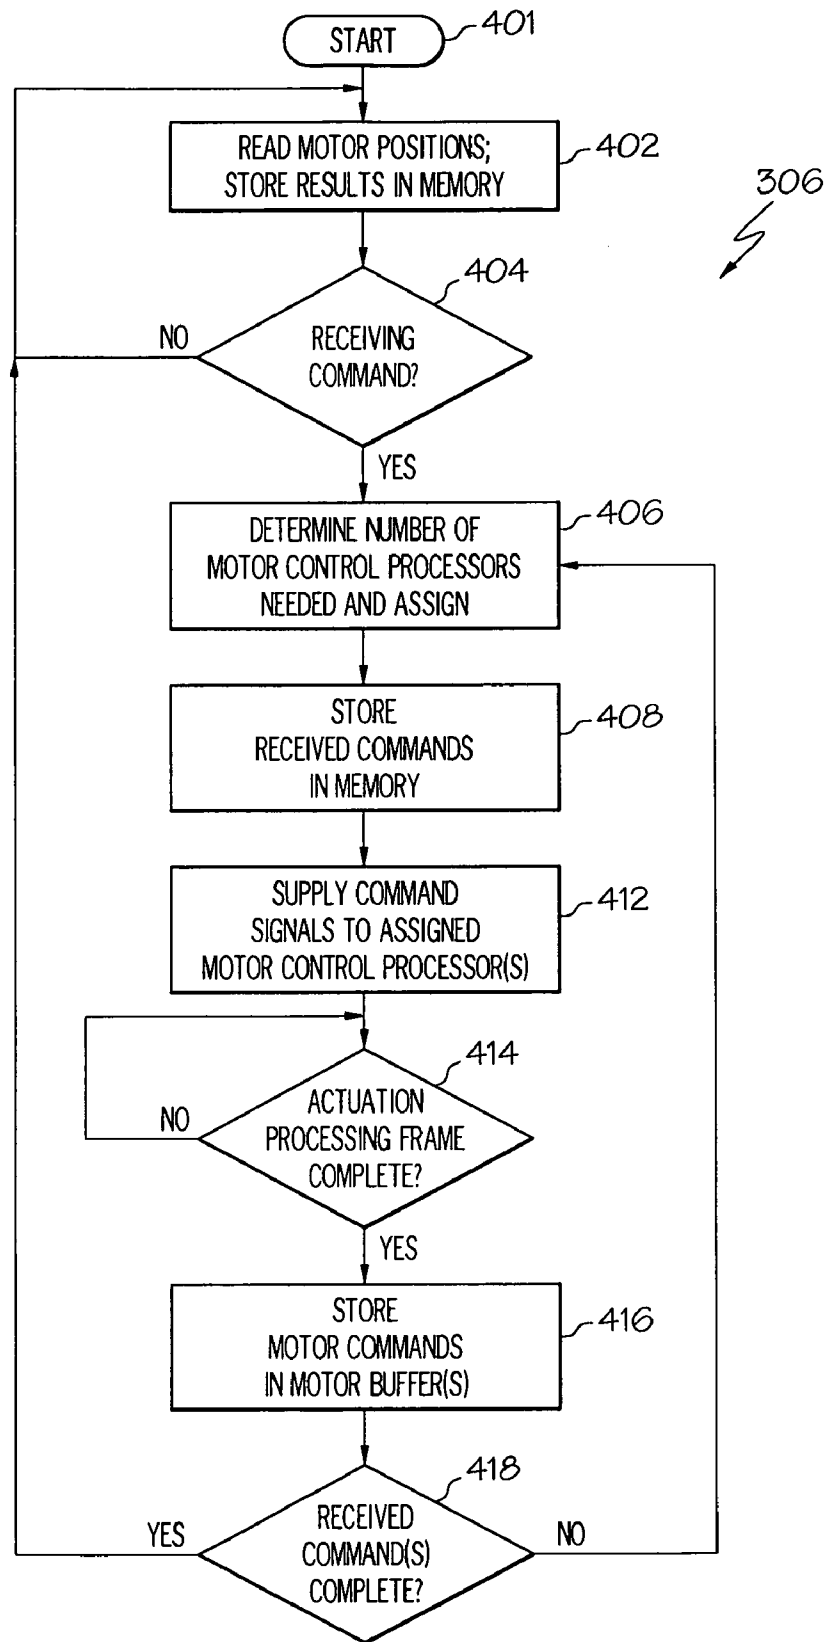 START
401
READ MOTOR POSITIONS;
STORE RESULTS IN MEMORY
402
306
404
NO
RECEIVING
COMMAND?
YES
DETERMINE NUMBER OF
MOTOR CONTROL PROCESSORS
NEEDED AND ASSIGN
406
STORE
RECEIVED COMMANDS
IN MEMORY
408
SUPPLY COMMAND
SIGNALS TO ASSIGNED
MOTOR CONTROL PROCESSOR(S)
412
414
NO
ACTUATION
PROCESSING FRAME
COMPLETE?
YES
STORE
MOTOR COMMANDS
IN MOTOR BUFFER(S)
416
418
YES
RECEIVED
COMMAND(S)
COMPLETE?
NO